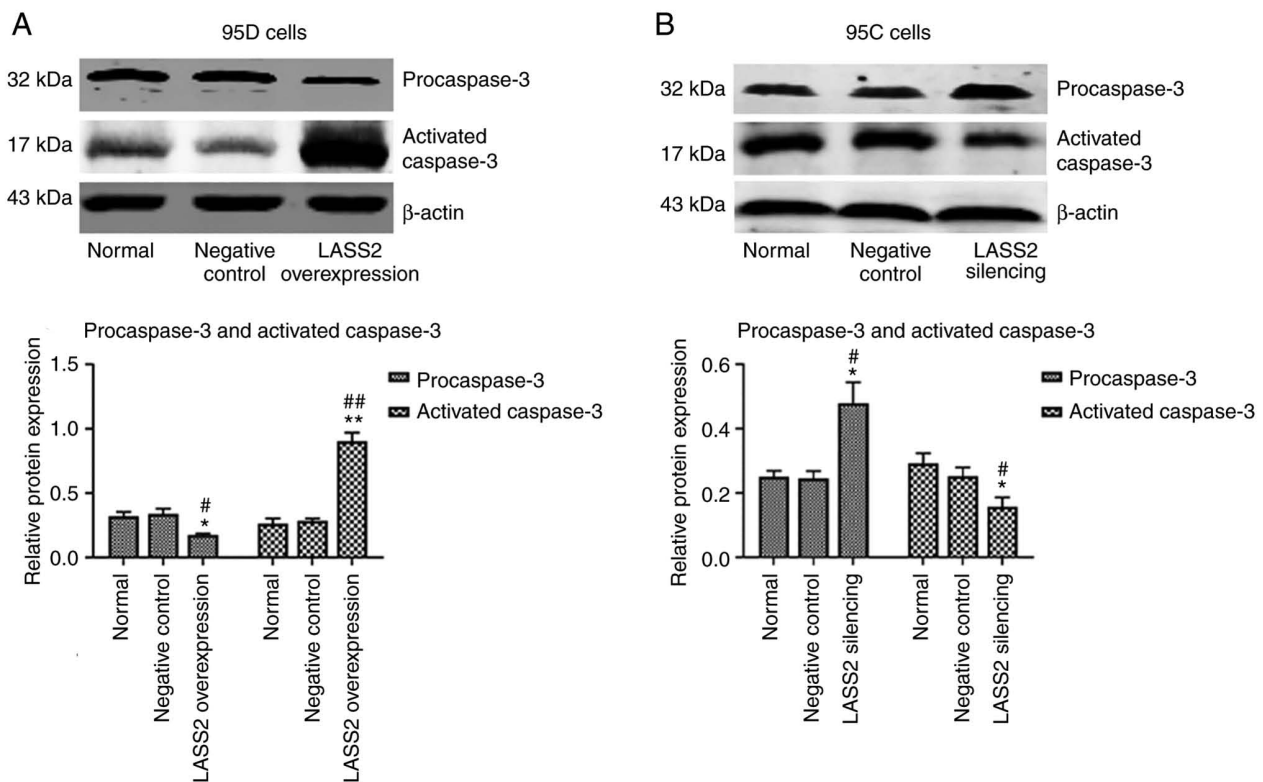 A
95D cells
32 kDa
Procaspase-3
17 kDa
Activated
caspase-3
43 kDa
β-actin
Normal
Negative
control
LASS2
overexpression
Procaspase-3 and activated caspase-3
Relative protein expression
1.5
1.0
0.5
0.0
#
*
##
**
Procaspase-3
Activated caspase-3
Normal
Negative control
LASS2 overexpression
Normal
Negative control
LASS2 overexpression
B
95C cells
32 kDa
Procaspase-3
17 kDa
Activated
caspase-3
43 kDa
β-actin
Normal
Negative
control
LASS2
silencing
Procaspase-3 and activated caspase-3
Relative protein expression
0.6
0.4
0.2
0.0
#
*
#
*
Procaspase-3
Activated caspase-3
Normal
Negative control
LASS2 silencing
Normal
Negative control
LASS2 silencing